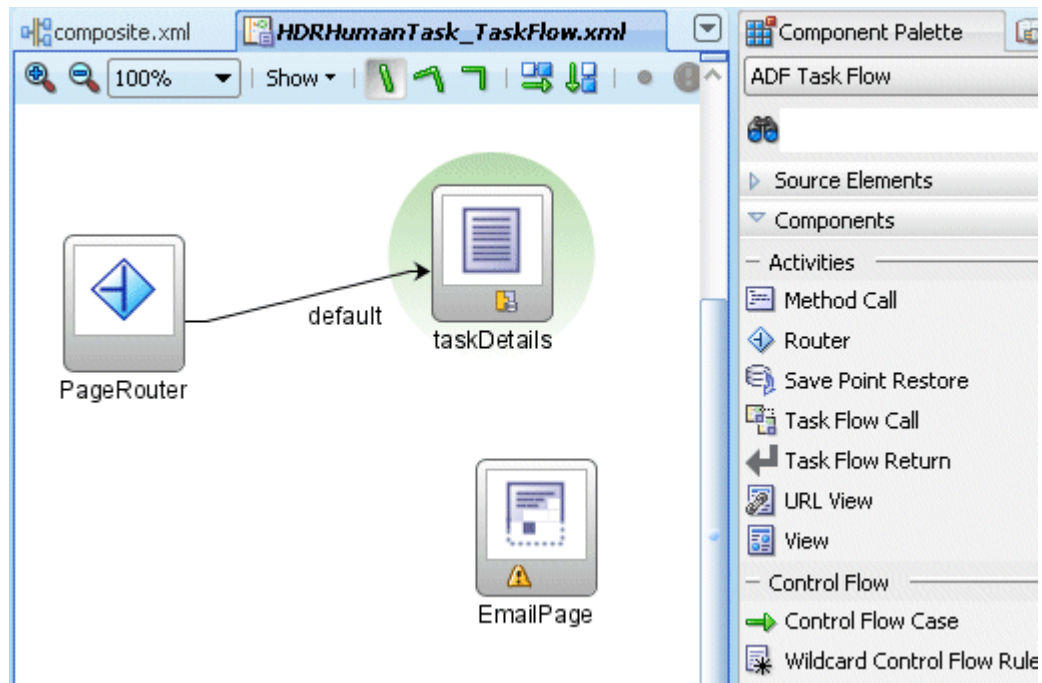 composite.xml
HDRHumanTask_TaskFlow.xml
100%
Show
default
taskDetails
PageRouter
EmailPage
Component Palette
ADF Task Flow
Source Elements
Components
Activities
Method Call
Router
Save Point Restore
Task Flow Call
Task Flow Return
URL View
View
Control Flow
Control Flow Case
Wildcard Control Flow Rule